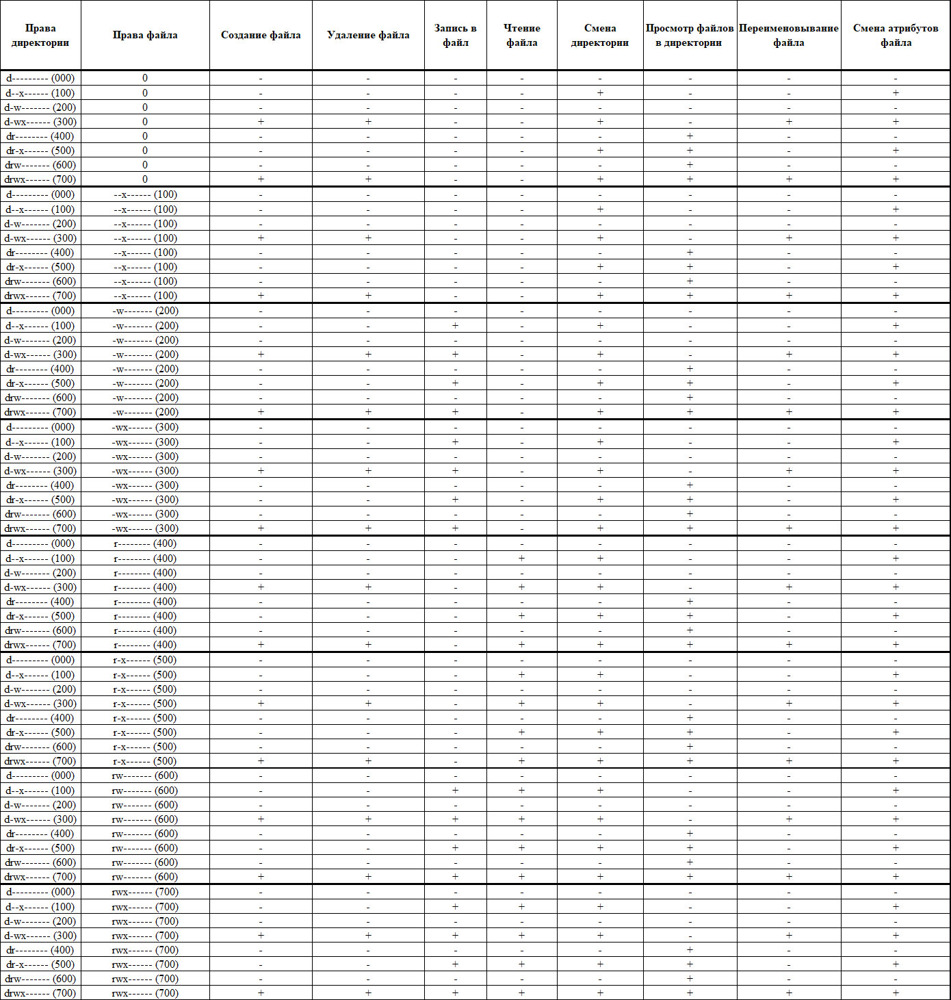 Права директории Права файла Создание файла Удаление файла Запись в файл Чтение файла Смена директории Просмотр файлов в директории Переименовывание файла Смена атрибутов файла
d--------- (000) 0 - - - - - - - -
d--x------ (100) 0 - - - - + - - +
d-w------- (200) 0 - - - - - - - -
d-wx------ (300) 0 + + - - + - + +
dr-------- (400) 0 - - - - - + - -
dr-x------ (500) 0 - - - - + + - +
drw------- (600) 0 - - - - - + - -
drwx------ (700) 0 + + - - + + + +
d--------- (000) --x------ (100) - - - - - - - -
d--x------ (100) --x------ (100) - - - - + - - +
d-w------- (200) --x------ (100) - - - - - - - -
d-wx------ (300) --x------ (100) + + - - + - + +
dr-------- (400) --x------ (100) - - - - - + - -
dr-x------ (500) --x------ (100) - - - - + + - +
drw------- (600) --x------ (100) - - - - - + - -
drwx------ (700) --x------ (100) + + - - + + + +
d--------- (000) -w------- (200) - - - - - - - -
d--x------ (100) -w------- (200) - - + - + - - +
d-w------- (200) -w------- (200) - - - - - - - -
d-wx------ (300) -w------- (200) + + + - + - + +
dr-------- (400) -w------- (200) - - - - - + - -
dr-x------ (500) -w------- (200) - - + - + + - +
drw------- (600) -w------- (200) - - - - - + - -
drwx------ (700) -w------- (200) + + + - + + + +
d--------- (000) -wx------ (300) - - - - - - - -
d--x------ (100) -wx------ (300) - - + - + - - +
d-w------- (200) -wx------ (300) - - - - - - - -
d-wx------ (300) -wx------ (300) + + + - + - + +
dr-------- (400) -wx------ (300) - - - - - + - -
dr-x------ (500) -wx------ (300) - - + - + + - +
drw------- (600) -wx------ (300) - - - - - + - -
drwx------ (700) -wx------ (300) + + + - + + + +
d--------- (000) r-------- (400) - - - - - - - -
d--x------ (100) r-------- (400) - - - + + - - +
d-w------- (200) r-------- (400) - - - - - - - -
d-wx------ (300) r-------- (400) + + - + + - + +
dr-------- (400) r-------- (400) - - - - - + - -
dr-x------ (500) r-------- (400) - - - + + + - +
drw------- (600) r-------- (400) - - - - - + - -
drwx------ (700) r-------- (400) + + - + + + + +
d--------- (000) r-x------ (500) - - - - - - - -
d--x------ (100) r-x------ (500) - - - + + - - +
d-w------- (200) r-x------ (500) - - - - - - - -
d-wx------ (300) r-x------ (500) + + - + + - + +
dr-------- (400) r-x------ (500) - - - - - + - -
dr-x------ (500) r-x------ (500) - - - + + + - +
drw------- (600) r-x------ (500) - - - - - + - -
drwx------ (700) r-x------ (500) + + - + + + + +
d--------- (000) rw------- (600) - - - - - - - -
d--x------ (100) rw------- (600) - - + + + - - +
d-w------- (200) rw------- (600) - - - - - - - -
d-wx------ (300) rw------- (600) + + + + + - + +
dr-------- (400) rw------- (600) - - - - - + - -
dr-x------ (500) rw------- (600) - - + + + + - +
drw------- (600) rw------- (600) - - - - - + - -
drwx------ (700) rw------- (600) + + + + + + + +
d--------- (000) rwx------ (700) - - - - - - - -
d--x------ (100) rwx------ (700) - - + + + - - +
d-w------- (200) rwx------ (700) - - - - - - - -
d-wx------ (300) rwx------ (700) + + + + + - + +
dr-------- (400) rwx------ (700) - - - - - + - -
dr-x------ (500) rwx------ (700) - - + + + + - +
drw------- (600) rwx------ (700) - - - - - + - -
drwx------ (700) rwx------ (700) + + + + + + + +